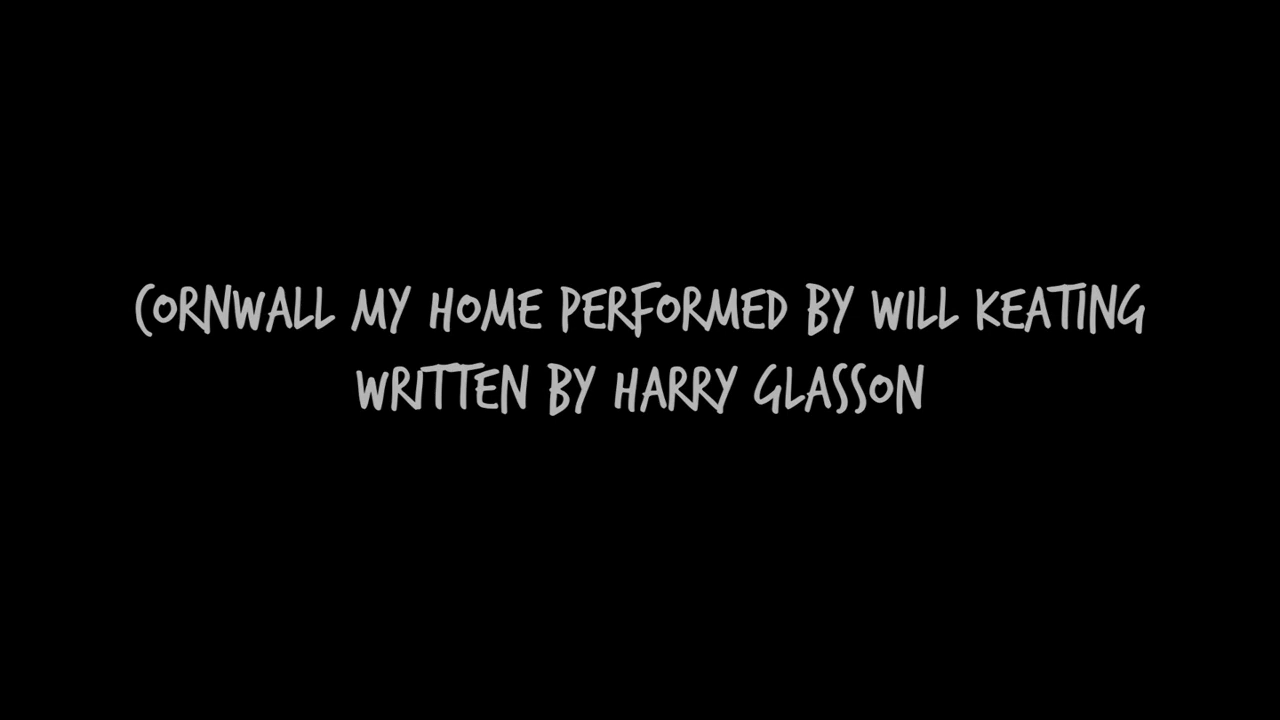 CORNWALL MY HOME PERFORMED BY WILL KEATING
WRITTEN BY HARRY GLASSON